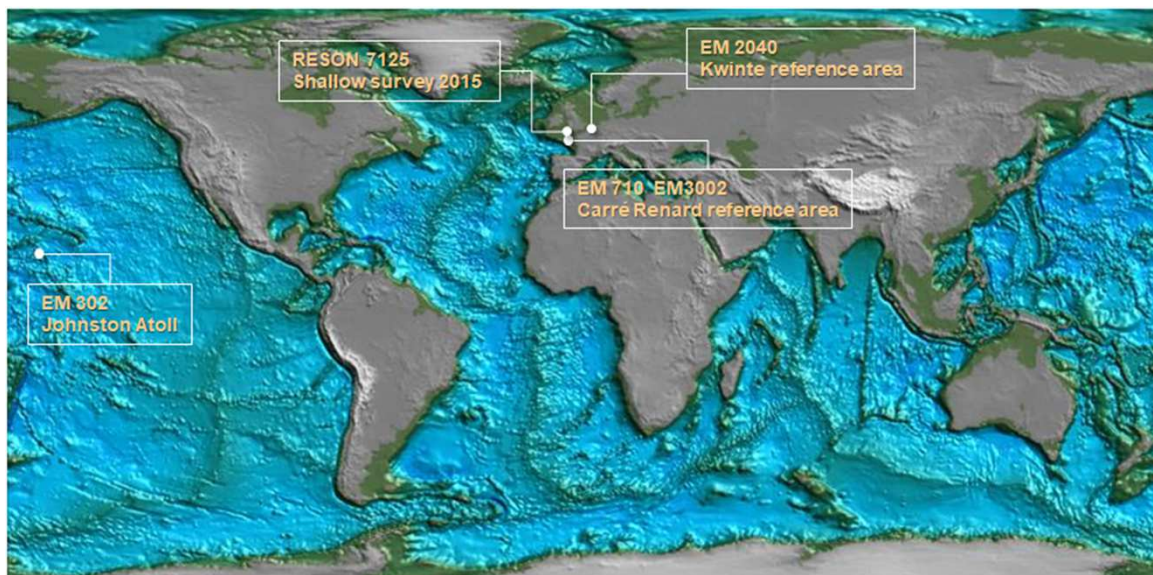 RESON 7125
Shallow survey 2015
EM 2040
Kwinte reference area
EM 710 EM3002
Carré Renard reference area
EM 302
Johnston Atoll